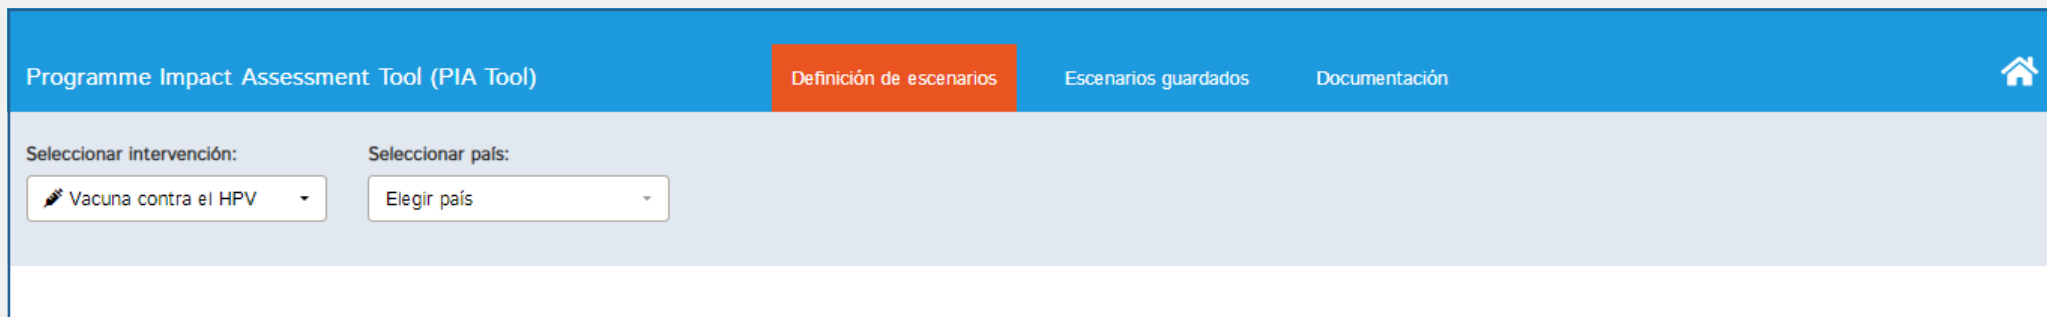 Programme Impact Assessment Tool (PIA Tool)
Definición de escenarios
Escenarios guardados
Documentación
Seleccionar intervención:
Seleccionar país:
Vacuna contra el HPV
Elegir país